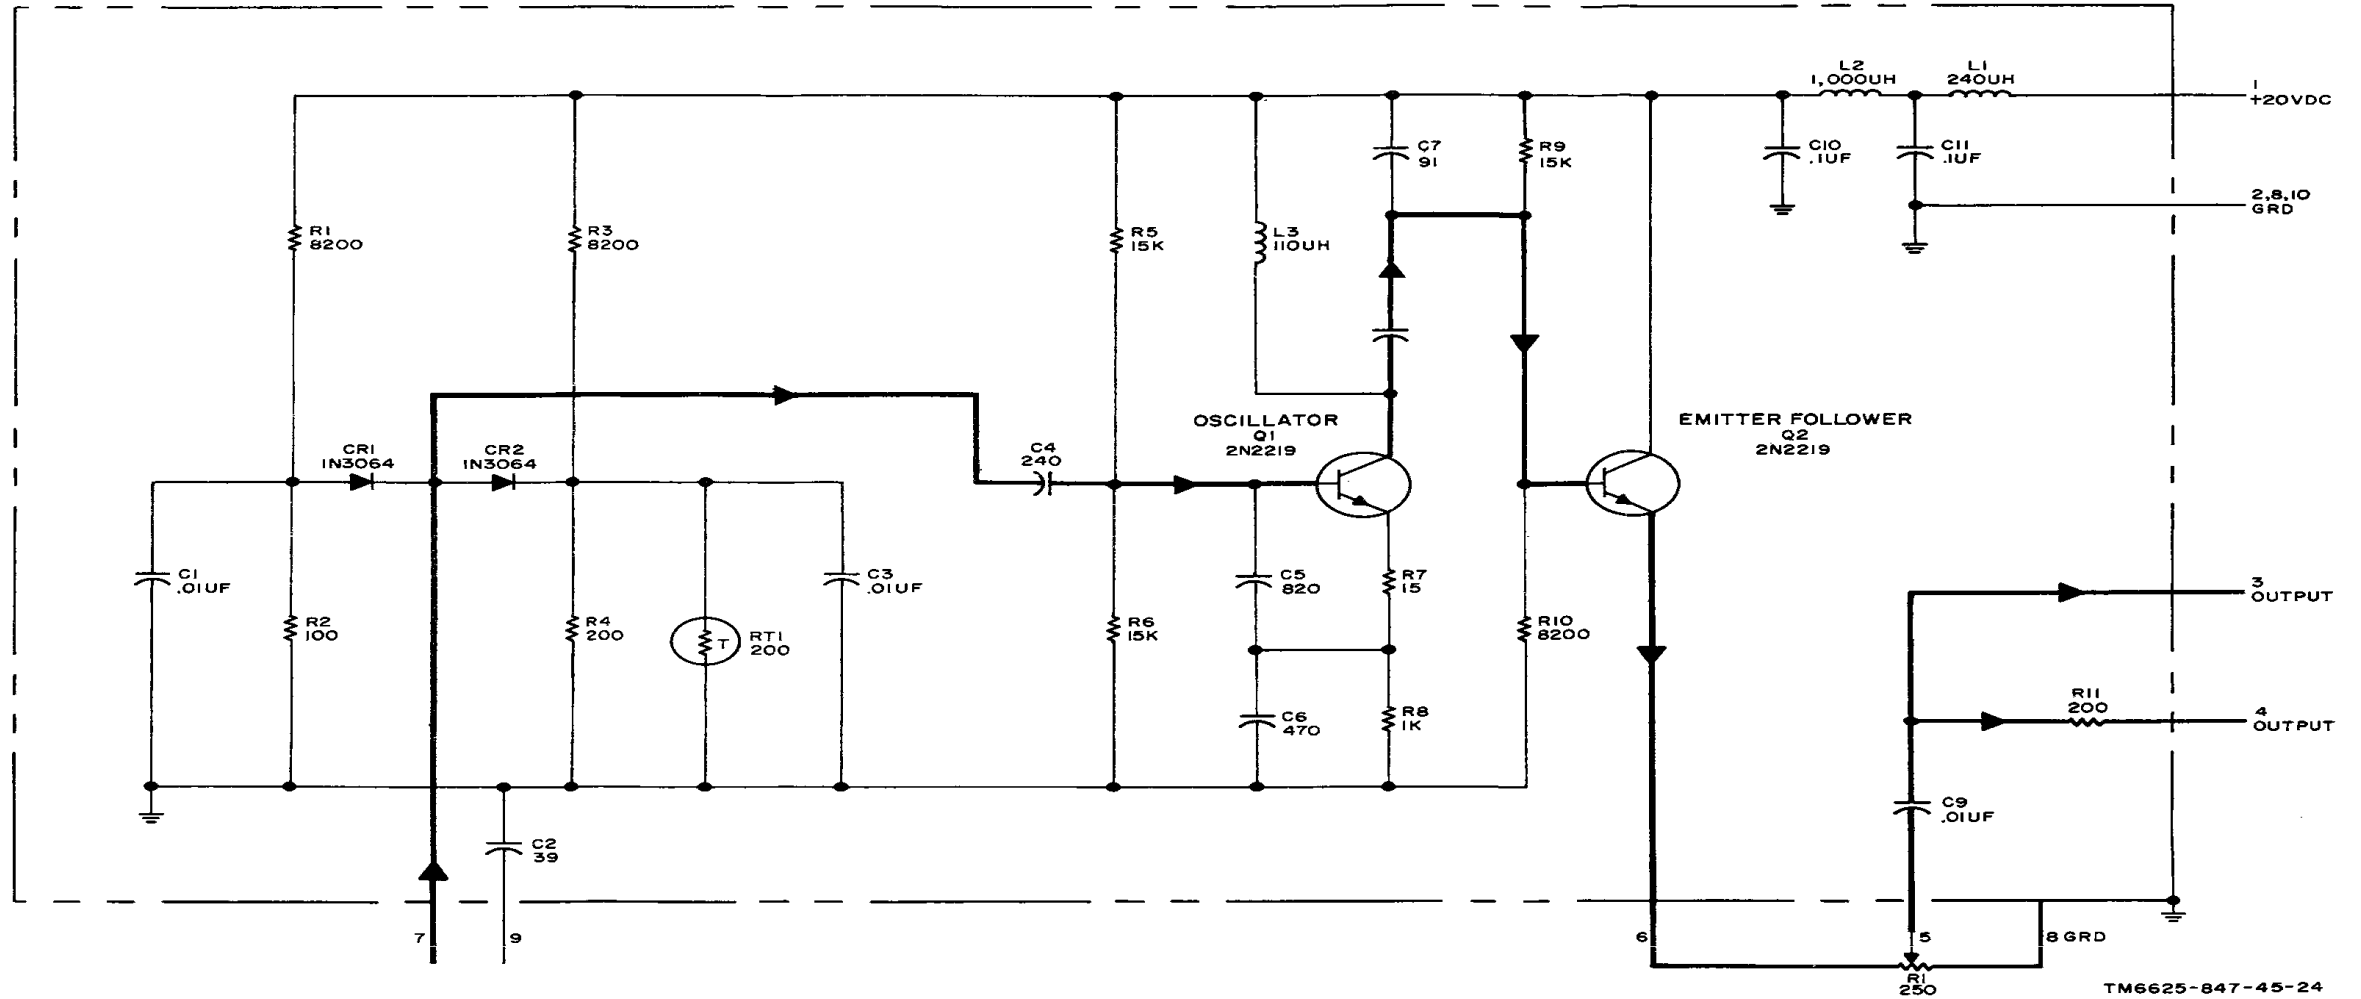 L2
1,000UH
L1
240UH
1
+20VDC
C7
91
R9
15K
C10
.1UF
C11
.1UF
2,8,10
GRD
R1
8200
R3
8200
R5
15K
L3
110UH
OSCILLATOR
Q1
2N2219
EMITTER FOLLOWER
Q2
2N2219
CR1
1N3064
CR2
1N3064
C4
240
C1
.01UF
C3
.01UF
C5
820
R7
15
3
OUTPUT
R2
100
R4
200
T
RT1
200
R6
15K
R10
8200
R11
200
4
OUTPUT
C6
470
R8
1K
C9
.01UF
C2
39
7
9
6
5
8 GRD
R1
250
TM6625-847-45-24